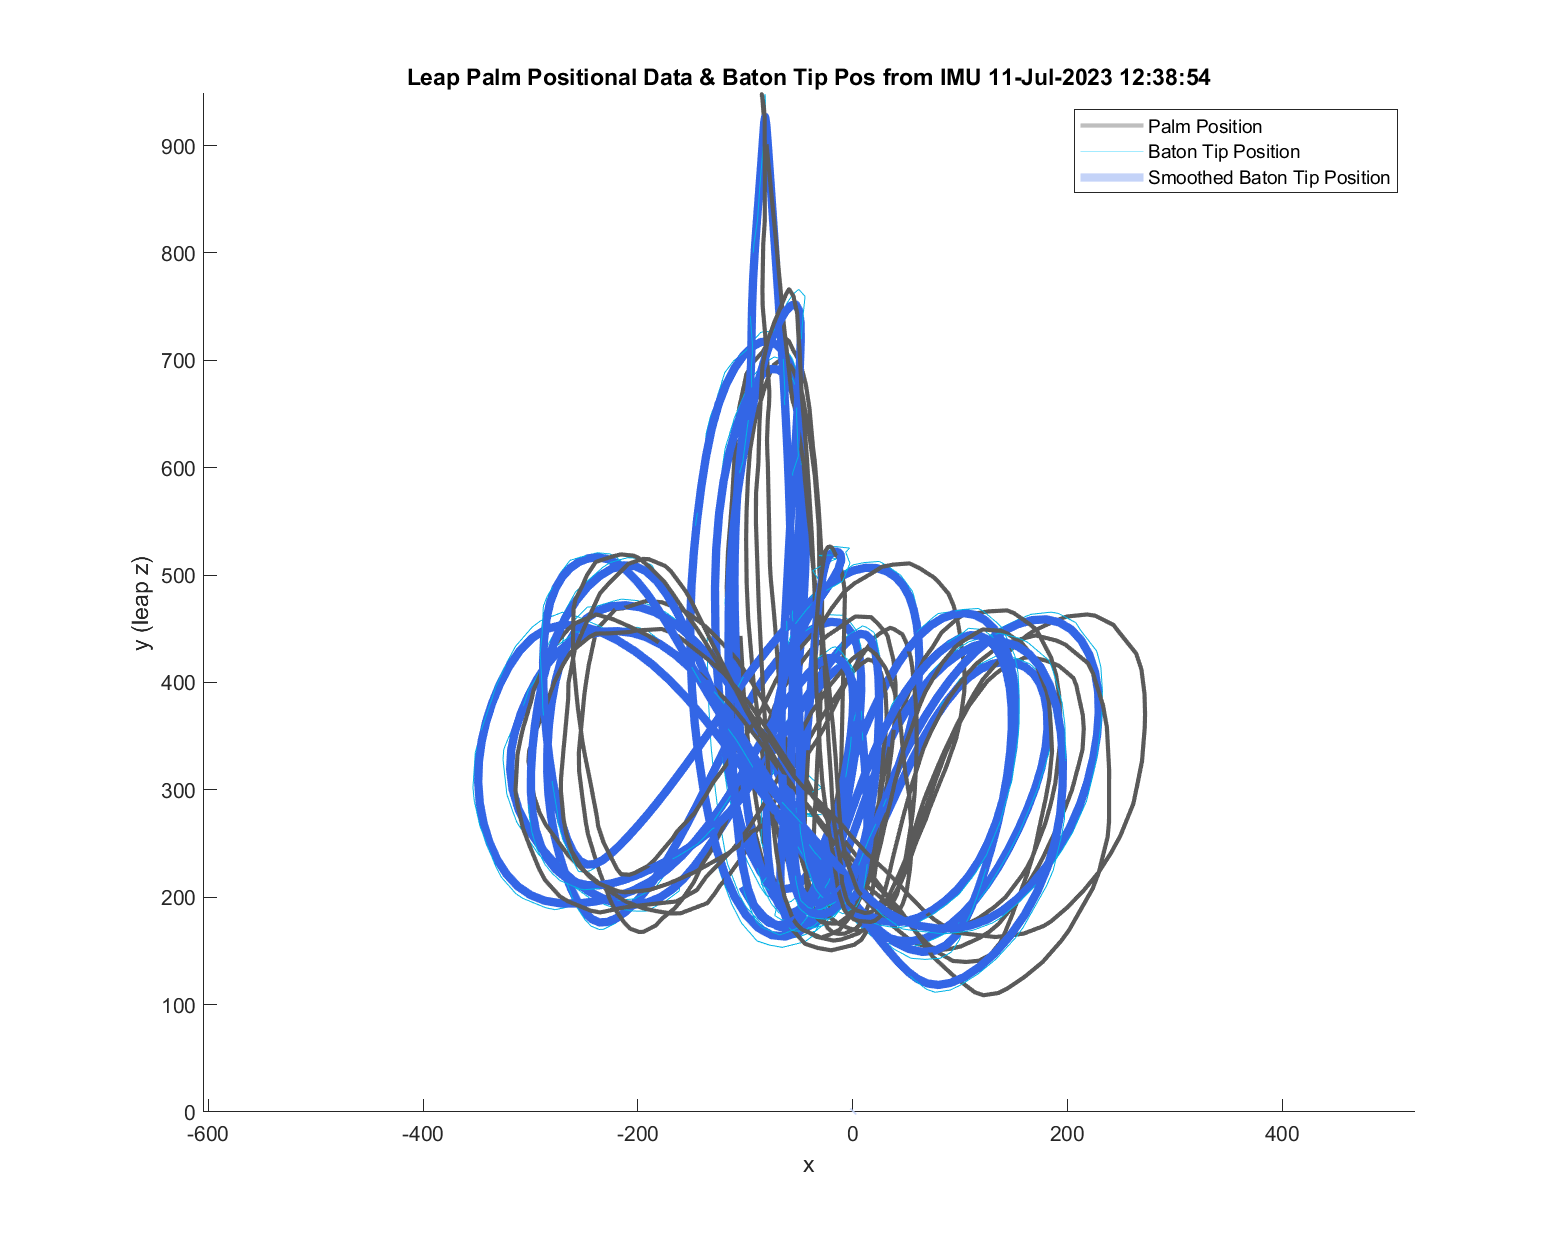 Leap Palm Positional Data & Baton Tip Pos from IMU 11-Jul-2023 12:38:54
Palm Position
Baton Tip Position
Smoothed Baton Tip Position
900
800
700
600
500
400
300
200
100
0
y (leap z)
-600 -400 -200 0 200 400
x